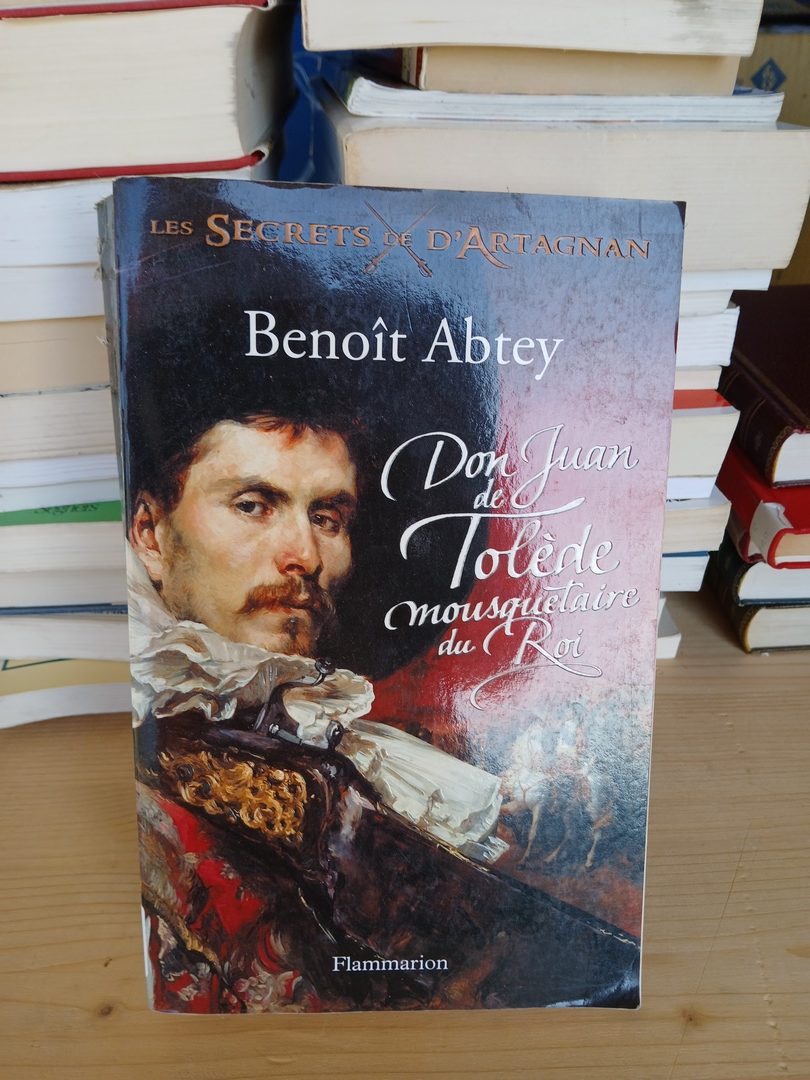 LES SECRETS DE D'ARTAGNAN
Benoît Abtey
Don Juan
de
Tolède
mousquetaire
du Roi
Flammarion